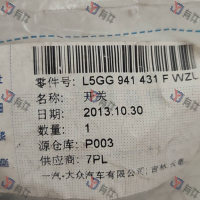 零件号: L5GG 941 431 F WZU
名称: 开关
日期: 2013.10.30
数量: 1
源仓库: P003
供应商: 7PL
一汽-大众汽车有限公司